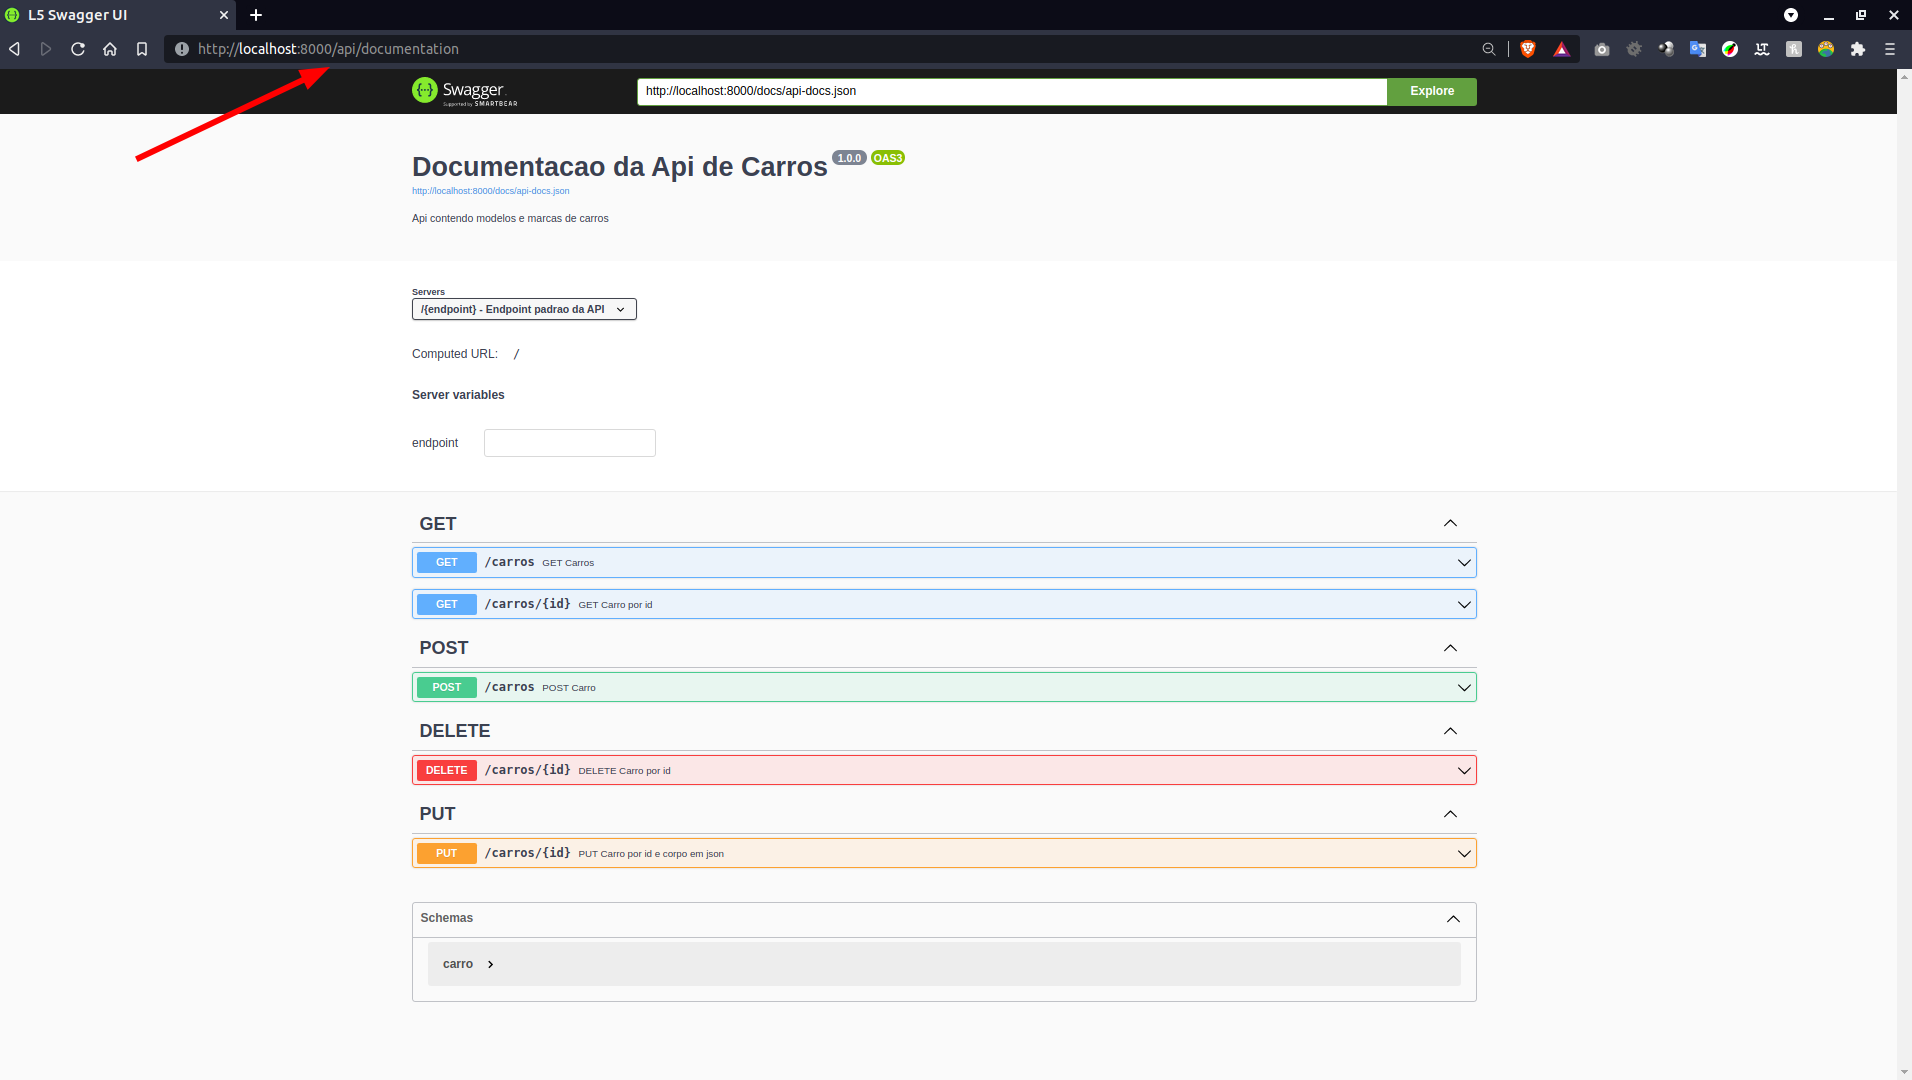 L5 Swagger UI
http://localhost:8000/api/documentation
Swagger
Supported by SMARTBEAR
http://localhost:8000/docs/api-docs.json
Explore
Documentacao da Api de Carros 1.0.0 OAS3
http://localhost:8000/docs/api-docs.json
Api contendo modelos e marcas de carros
Servers
/{endpoint} - Endpoint padrao da API
Computed URL: /
Server variables
endpoint
GET
GET /carros GET Carros
GET /carros/{id} GET Carro por id
POST
POST /carros POST Carro
DELETE
DELETE /carros/{id} DELETE Carro por id
PUT
PUT /carros/{id} PUT Carro por id e corpo em json
Schemas
carro